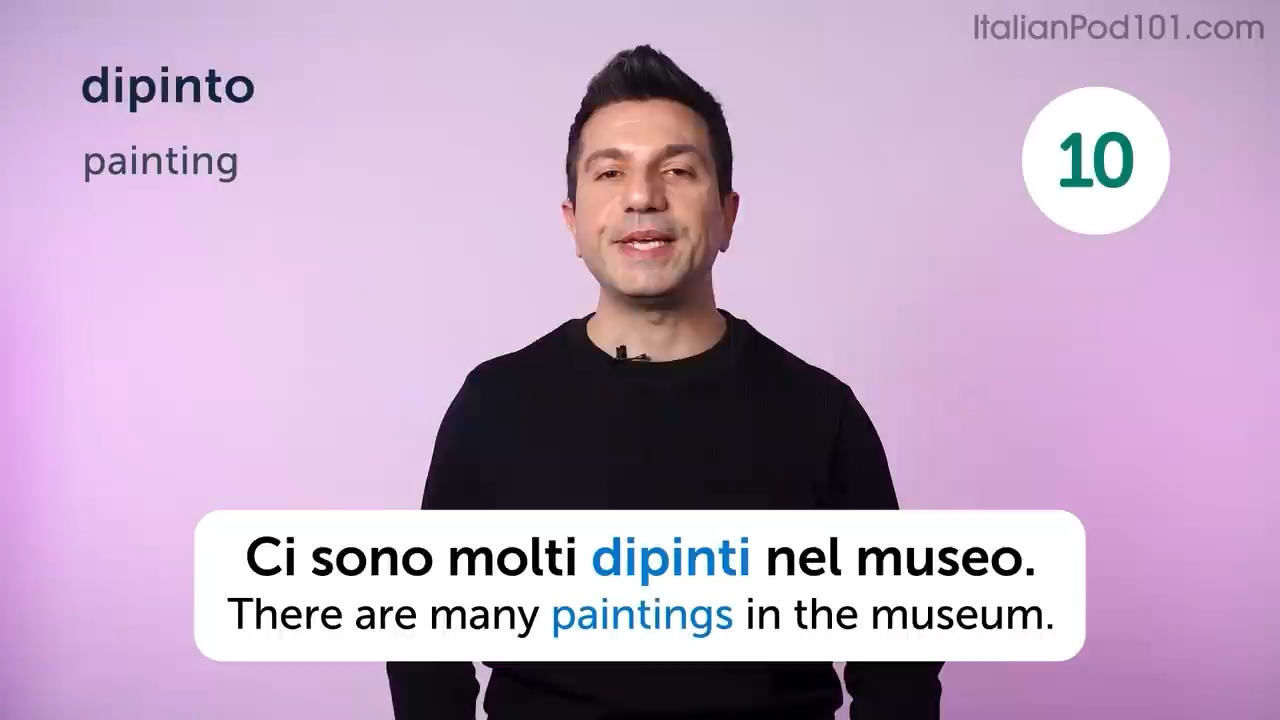 ItalianPod101.com
dipinto
painting
10
Ci sono molti dipinti nel museo.
There are many paintings in the museum.